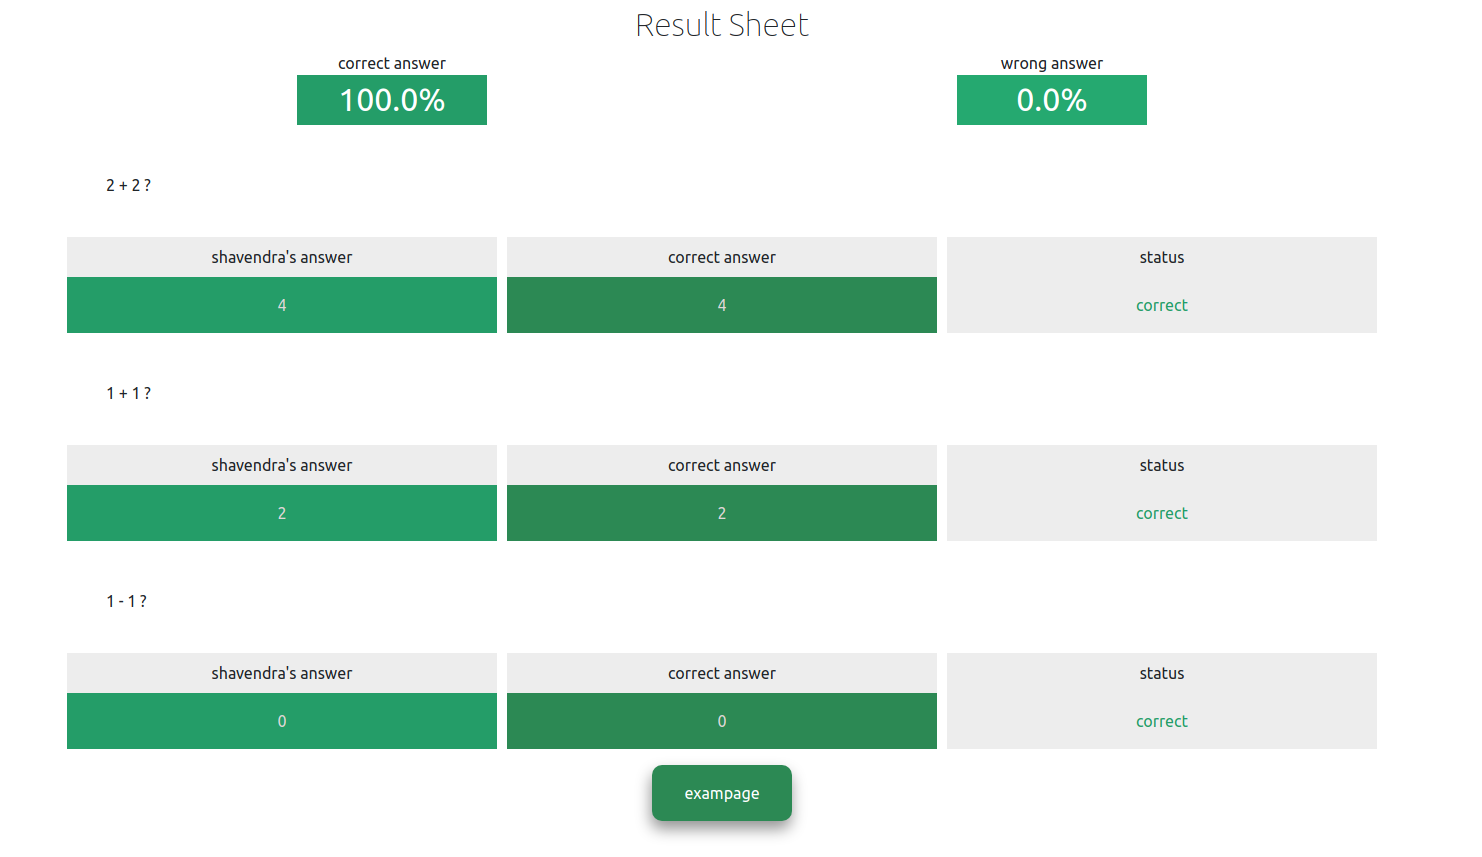 Result Sheet
correct answer wrong answer
100.0% 0.0%
2 + 2 ?
shavendra's answer correct answer status
4 4 correct
1 + 1 ?
shavendra's answer correct answer status
2 2 correct
1 - 1 ?
shavendra's answer correct answer status
0 0 correct
exampage